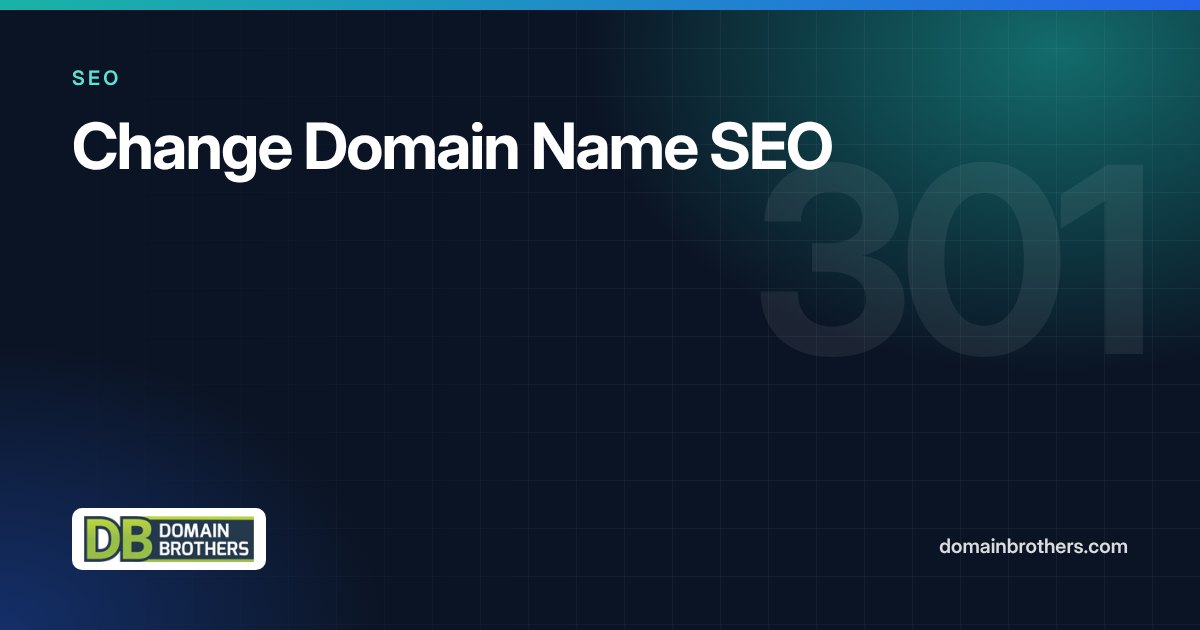 SEO
Change Domain Name SEO
301
DB DOMAIN
BROTHERS
domainbrothers.com